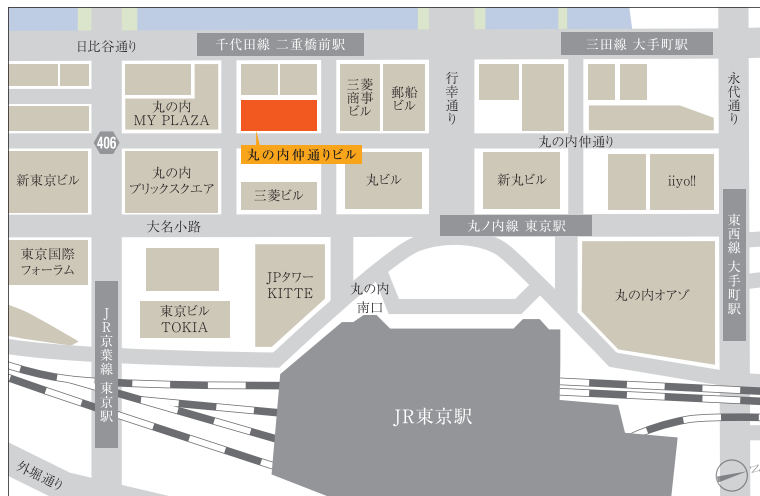 日比谷通り
千代田線 二重橋前駅
三田線 大手町駅
永代通り
行幸通り
丸の内
MY PLAZA
三菱
商事
ビル
郵船
ビル
406
丸の内仲通りビル
丸の内仲通り
新東京ビル
丸の内
ブリックスクエア
三菱ビル
丸ビル
新丸ビル
iiyo!!
大名小路
丸ノ内線 東京駅
東西線 大手町駅
東京国際
フォーラム
JPタワー
KITTE
丸の内
南口
丸の内オアゾ
東京ビル
TOKIA
JR京葉線 東京駅
JR東京駅
外堀通り
N